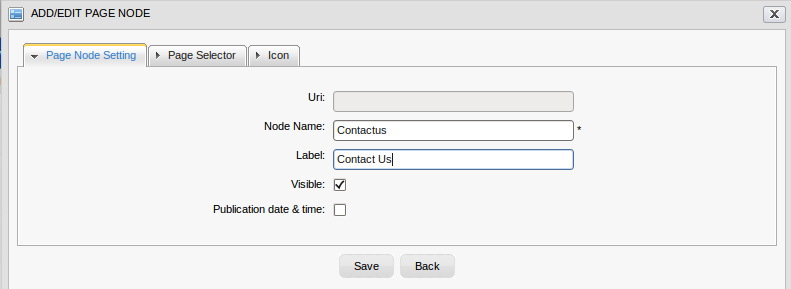 ADD/EDIT PAGE NODE
Page Node Setting Page Selector Icon
Uri:
Node Name: Contactus *
Label: Contact Us
Visible:
Publication date & time:
Save Back